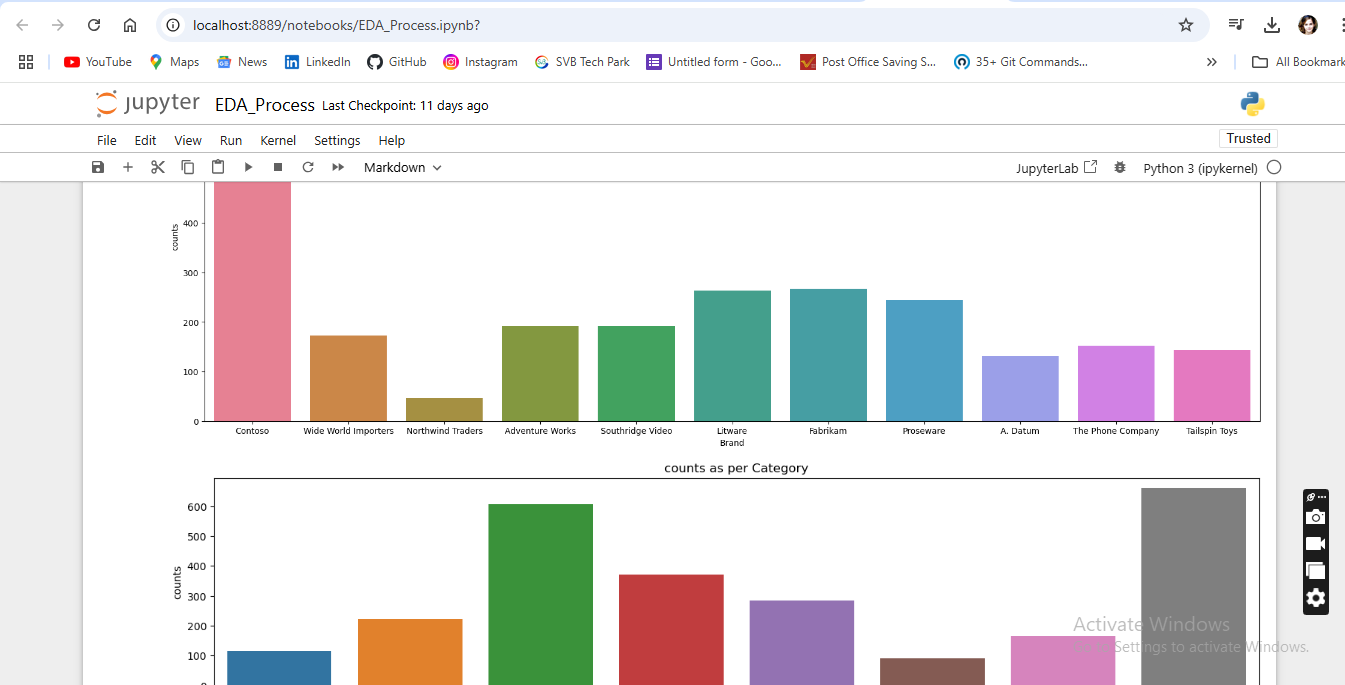 localhost:8889/notebooks/EDA_Process.ipynb?
YouTube Maps News LinkedIn GitHub Instagram SVB Tech Park Untitled form - Goo... Post Office Saving S... 35+ Git Commands... » All Bookmark
jupyter EDA_Process Last Checkpoint: 11 days ago
File Edit View Run Kernel Settings Help Trusted
Markdown JupyterLab Python 3 (ipykernel)
400
counts
300
200
100
0
Contoso Wide World Importers Northwind Traders Adventure Works Southridge Video Litware Fabrikam Proseware A. Datum The Phone Company Tailspin Toys
Brand
counts as per Category
600
500
400
counts
300
200
100
Activate Windows
Settings to activate Windows.